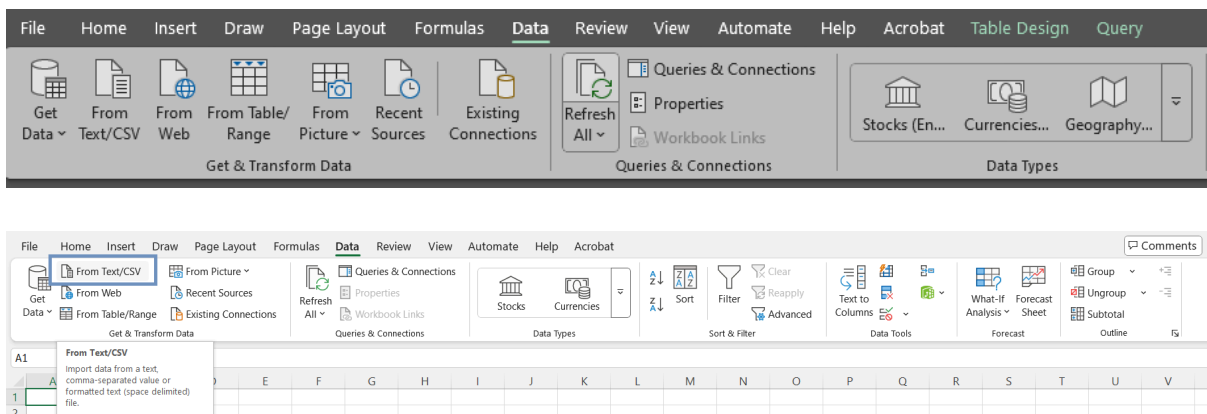 File Home Insert Draw Page Layout Formulas Data Review View Automate Help Acrobat Table Design Query
Get Data
From Text/CSV
From Web
From Table/ Range
From Picture
Recent Sources
Existing Connections
Get & Transform Data
Refresh All
Queries & Connections
Properties
Workbook Links
Queries & Connections
Stocks (En...
Currencies...
Geography...
Data Types
File Home Insert Draw Page Layout Formulas Data Review View Automate Help Acrobat
Comments
Get Data
From Text/CSV
From Web
From Table/Range
From Picture
Recent Sources
Existing Connections
Get & Transform Data
Refresh All
Queries & Connections
Properties
Workbook Links
Queries & Connections
Stocks
Currencies
Data Types
Sort
Filter
Clear
Reapply
Advanced
Sort & Filter
Text to Columns
Data Tools
What-If Analysis
Forecast Sheet
Forecast
Group
Ungroup
Subtotal
Outline
A1
From Text/CSV
Import data from a text,
comma-separated value or
formatted text (space delimited)
file.
A E F G H I J K L M N O P Q R S T U V
1
2